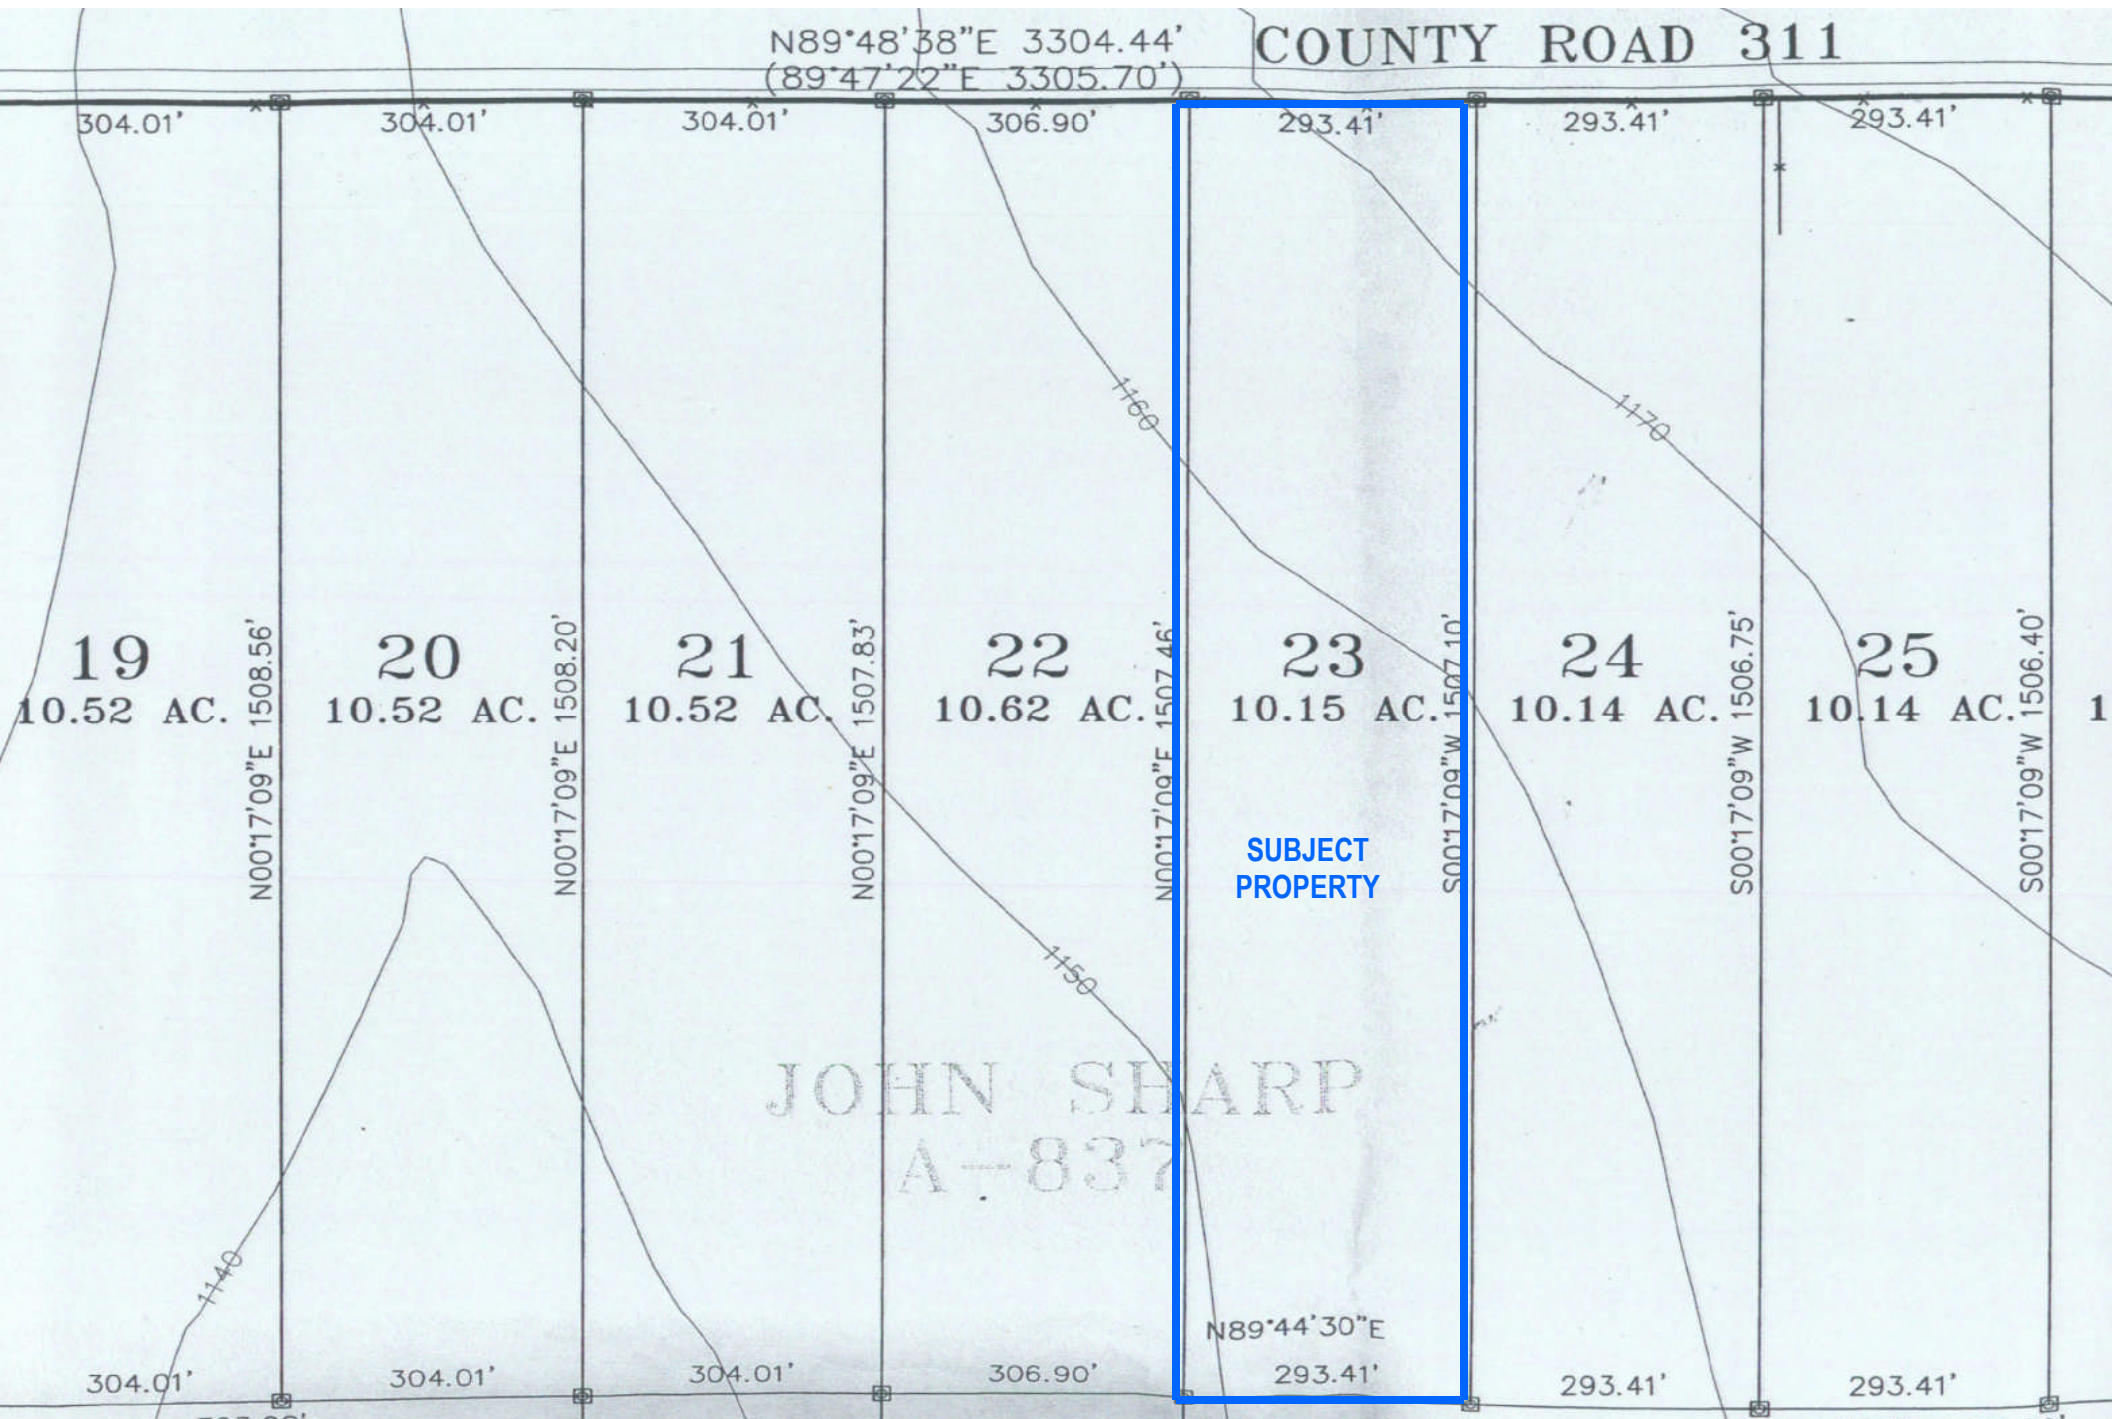 N89°48'38"E 3304.44'
(89°47'22"E 3305.70')
COUNTY ROAD 311
304.01'
304.01'
304.01'
306.90'
293.41'
293.41'
293.41'
1160
1170
19
10.52 AC.
N00°17'09"E 1508.56'
20
10.52 AC.
N00°17'09"E 1508.20'
21
10.52 AC.
N00°17'09"E 1507.83'
22
10.62 AC.
N00°17'09"E 1507.46'
23
10.15 AC.
S00°17'09"W 1507.10'
24
10.14 AC.
S00°17'09"W 1506.75'
25
10.14 AC.
S00°17'09"W 1506.40'
1
SUBJECT
PROPERTY
1150
JOHN SHARP
A-837
1140
N89°44'30"E
304.01'
304.01'
304.01'
306.90'
293.41'
293.41'
293.41'